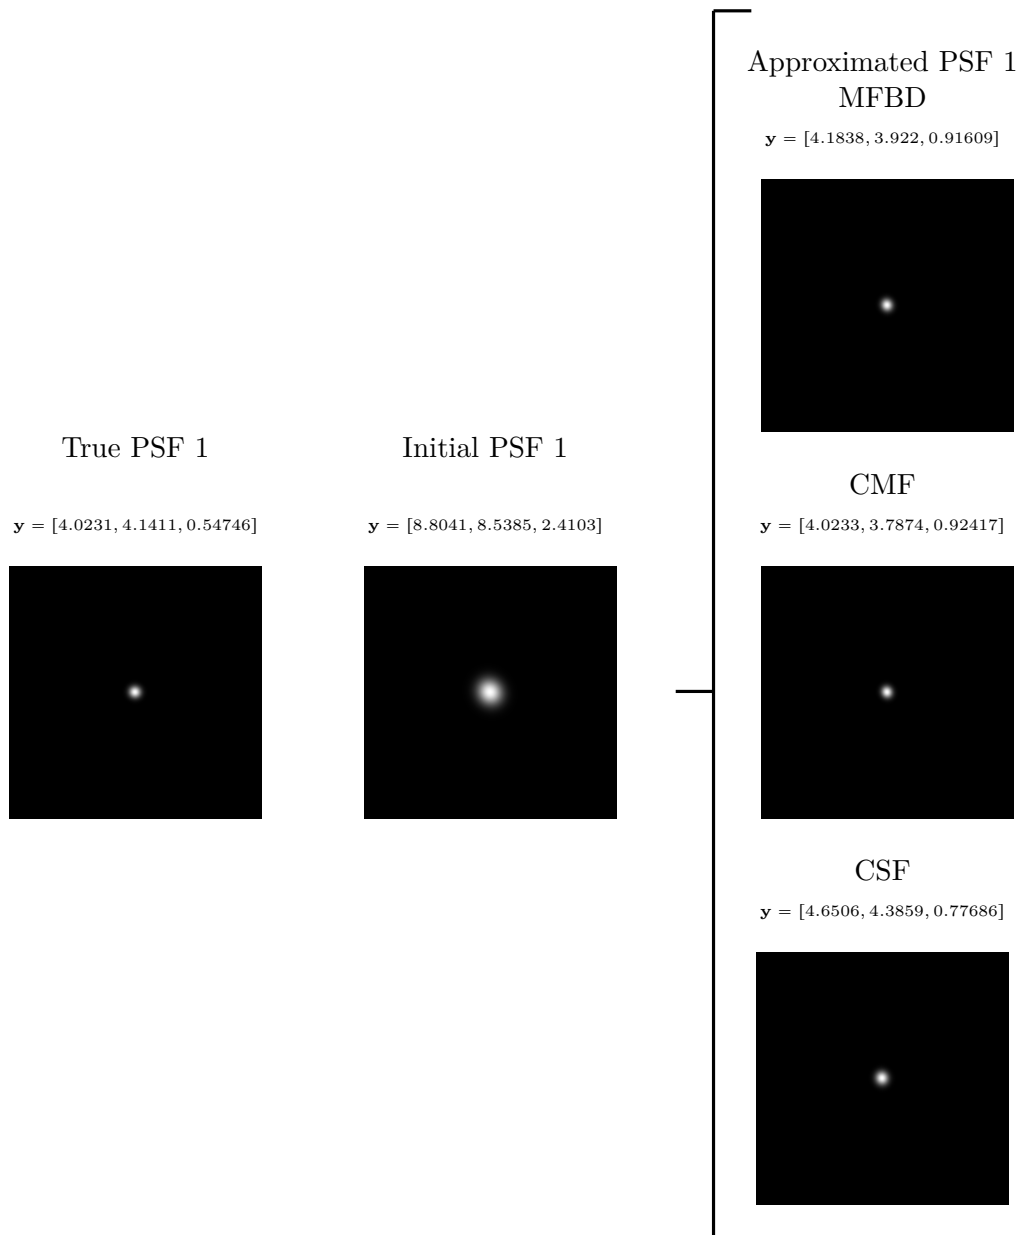 True PSF 1
y = [4.0231, 4.1411, 0.54746]
Initial PSF 1
y = [8.8041, 8.5385, 2.4103]
Approximated PSF 1
MFBD
y = [4.1838, 3.922, 0.91609]
CMF
y = [4.0233, 3.7874, 0.92417]
CSF
y = [4.6506, 4.3859, 0.77686]